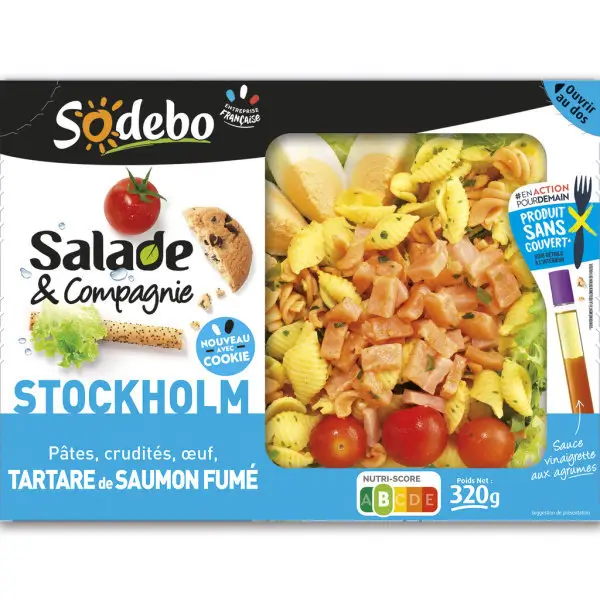 Sodebo
ENTREPRISE
FRANÇAISE
Ouvrir
au dos
#EN ACTION
POUR DEMAIN
PRODUIT
SANS
COUVERT*
Salade
& Compagnie
NOUVEAU
AVEC
COOKIE
STOCKHOLM
Pâtes, crudités, œuf,
TARTARE de SAUMON FUMÉ
Sauce
vinaigrette
aux agrumes
NUTRI-SCORE
A B C D E
Poids Net :
320g
Suggestion de présentation